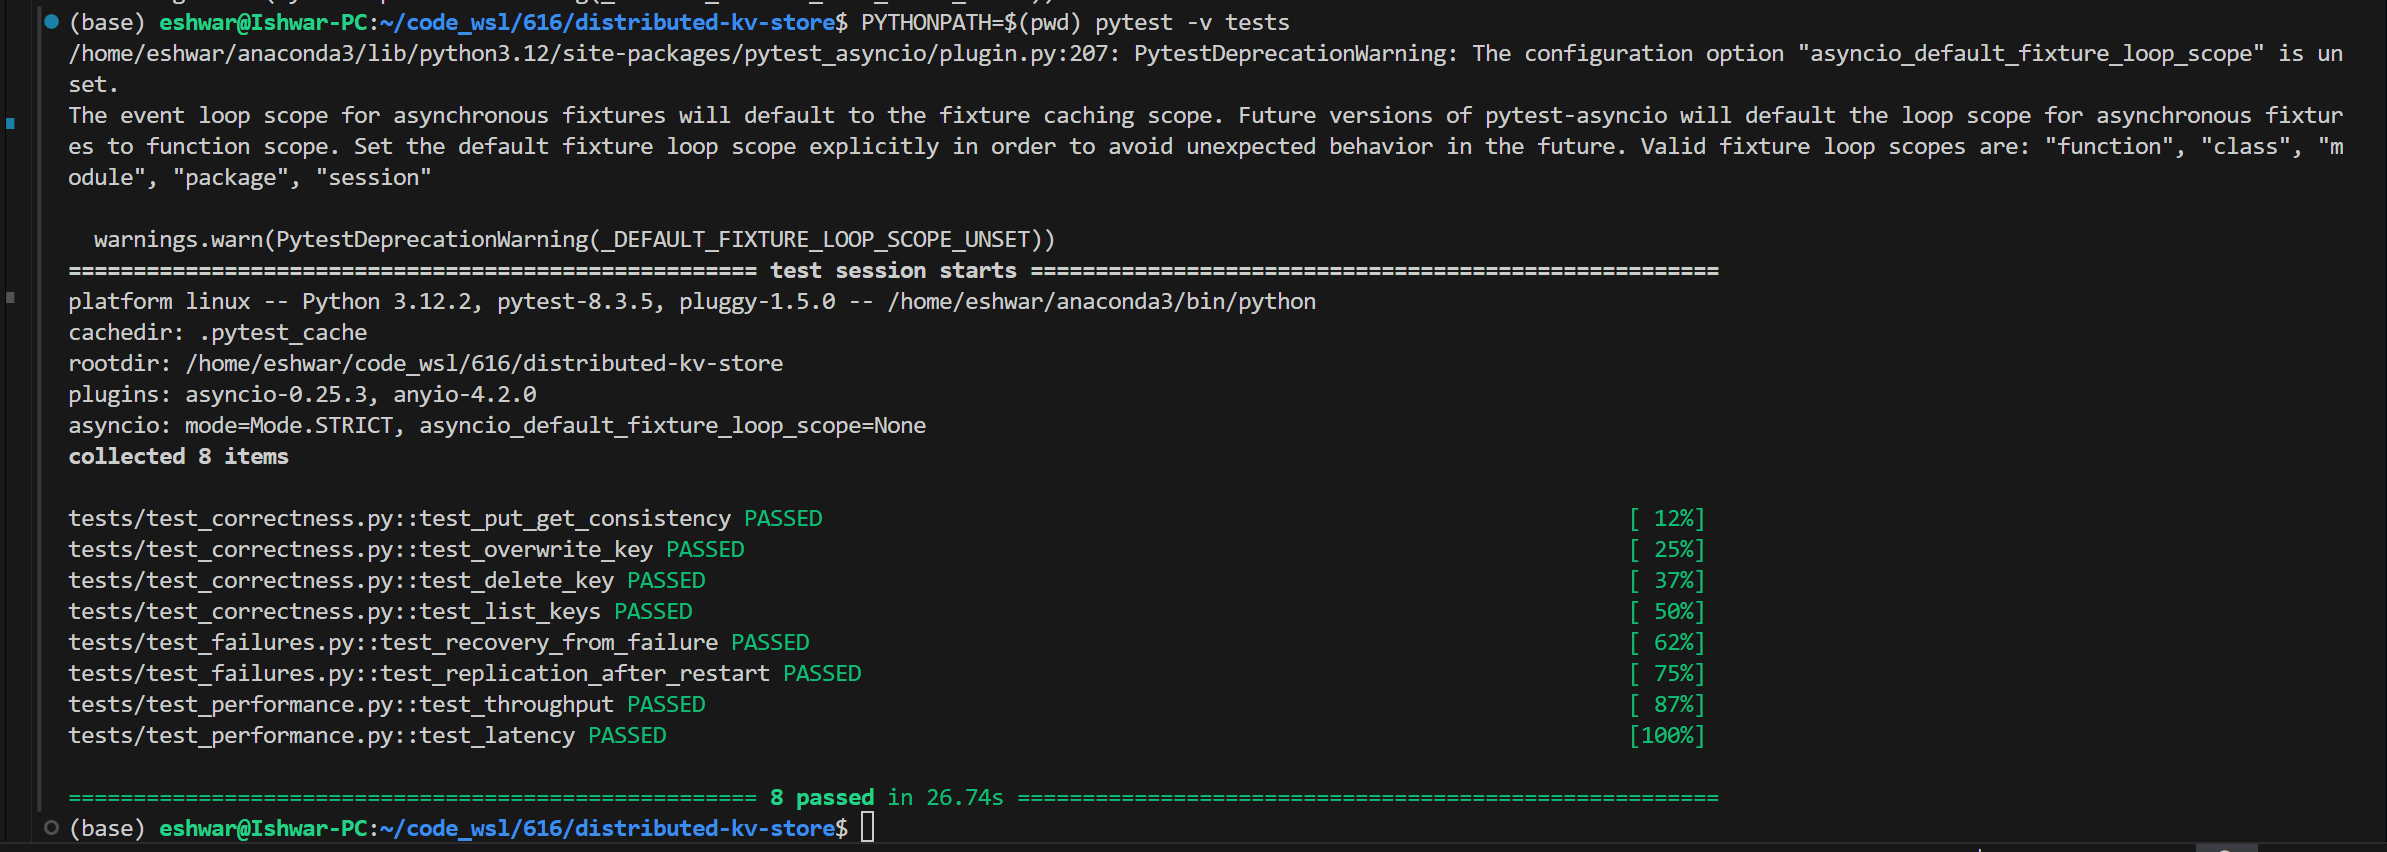 (base) eshwar@Ishwar-PC:~/code_wsl/616/distributed-kv-store$ PYTHONPATH=$(pwd) pytest -v tests
/home/eshwar/anaconda3/lib/python3.12/site-packages/pytest_asyncio/plugin.py:207: PytestDeprecationWarning: The configuration option "asyncio_default_fixture_loop_scope" is un
set.
The event loop scope for asynchronous fixtures will default to the fixture caching scope. Future versions of pytest-asyncio will default the loop scope for asynchronous fixtur
es to function scope. Set the default fixture loop scope explicitly in order to avoid unexpected behavior in the future. Valid fixture loop scopes are: "function", "class", "m
odule", "package", "session"
warnings.warn(PytestDeprecationWarning(_DEFAULT_FIXTURE_LOOP_SCOPE_UNSET))
===================================================== test session starts =====================================================
platform linux -- Python 3.12.2, pytest-8.3.5, pluggy-1.5.0 -- /home/eshwar/anaconda3/bin/python
cachedir: .pytest_cache
rootdir: /home/eshwar/code_wsl/616/distributed-kv-store
plugins: asyncio-0.25.3, anyio-4.2.0
asyncio: mode=Mode.STRICT, asyncio_default_fixture_loop_scope=None
collected 8 items
tests/test_correctness.py::test_put_get_consistency PASSED [ 12%]
tests/test_correctness.py::test_overwrite_key PASSED [ 25%]
tests/test_correctness.py::test_delete_key PASSED [ 37%]
tests/test_correctness.py::test_list_keys PASSED [ 50%]
tests/test_failures.py::test_recovery_from_failure PASSED [ 62%]
tests/test_failures.py::test_replication_after_restart PASSED [ 75%]
tests/test_performance.py::test_throughput PASSED [ 87%]
tests/test_performance.py::test_latency PASSED [100%]
===================================================== 8 passed in 26.74s ======================================================
(base) eshwar@Ishwar-PC:~/code_wsl/616/distributed-kv-store$